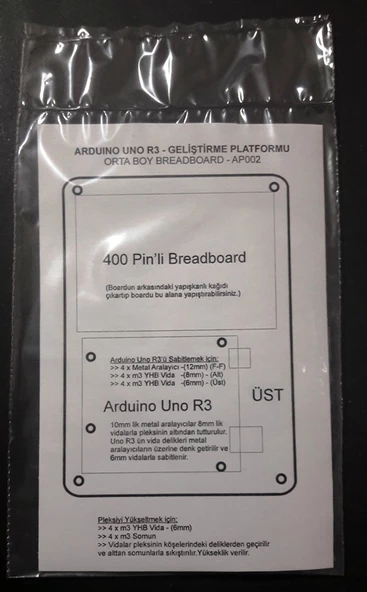 ARDUINO UNO R3 - GELİŞTİRME PLATFORMU
ORTA BOY BREADBOARD - AP002
400 Pin'li Breadboard
(Boardun arkasındaki yapışkanlı kağıdı
çıkartıp boardu bu alana yapıştırabilirsiniz.)
Arduino Uno R3'ü Sabitlemek için:
>> 4 x Metal Aralayıcı -(12mm) (F-F)
>> 4 x m3 YHB Vida -(8mm) - (Alt)
>> 4 x m3 YHB Vida -(6mm) - (Üst)
ÜST
Arduino Uno R3
10mm lik metal aralayıcılar 8mm lik
vidalarla pleksinin altından tutturulur.
Uno R3 ün vida delikleri metal
aralayıcıların üzerine denk getirilir ve
6mm vidalarla sabitlenir.
Pleksiyi Yükseltmek için:
>> 4 x m3 YHB Vida - (6mm)
>> 4 x m3 Somun
>> Vidalar pleksinin köşelerindeki deliklerden geçirilir
ve alttan somunlarla sıkıştırılır.Yükseklik verilir.